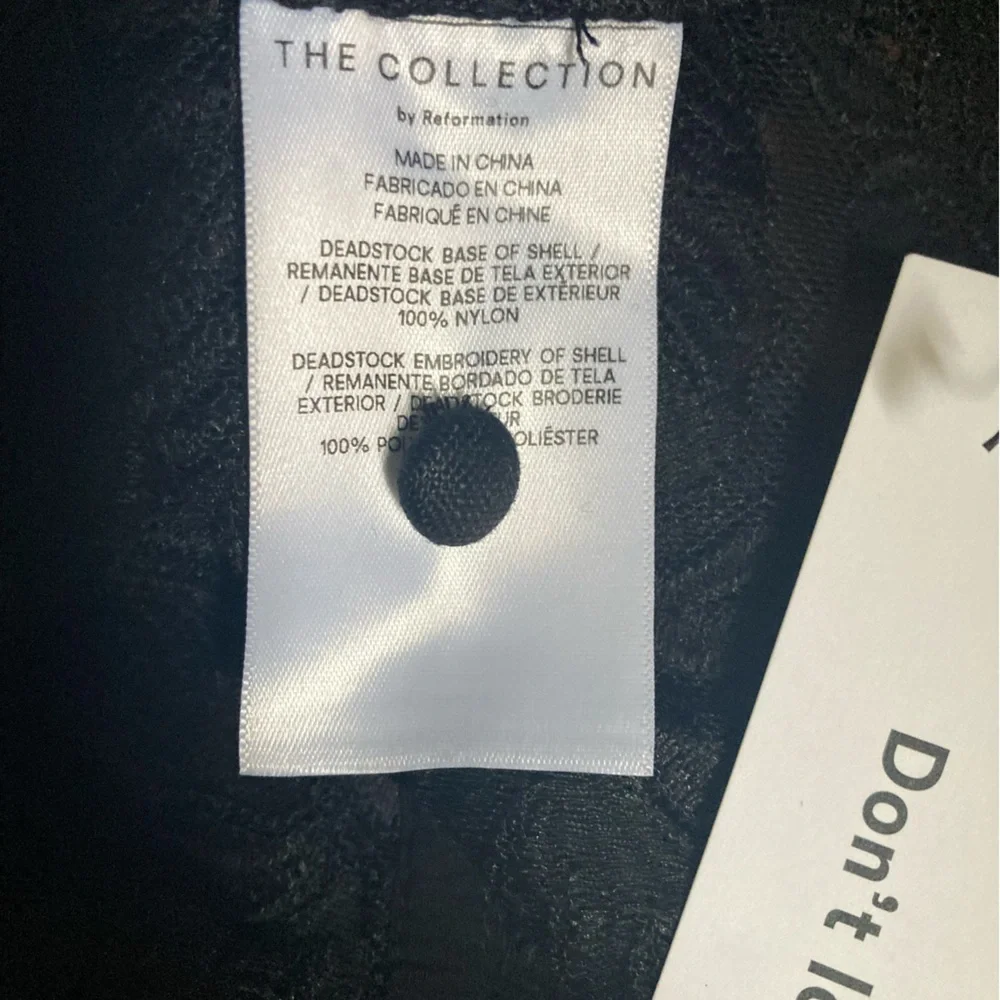 THE COLLECTION
by Reformation
MADE IN CHINA
FABRICADO EN CHINA
FABRIQUÉ EN CHINE
DEADSTOCK BASE OF SHELL /
REMANENTE BASE DE TELA EXTERIOR
/ DEADSTOCK BASE DE EXTÉRIEUR
100% NYLON
DEADSTOCK EMBROIDERY OF SHELL
/ REMANENTE BORDADO DE TELA
EXTERIOR / DEADSTOCK BRODERIE
100%
Don't